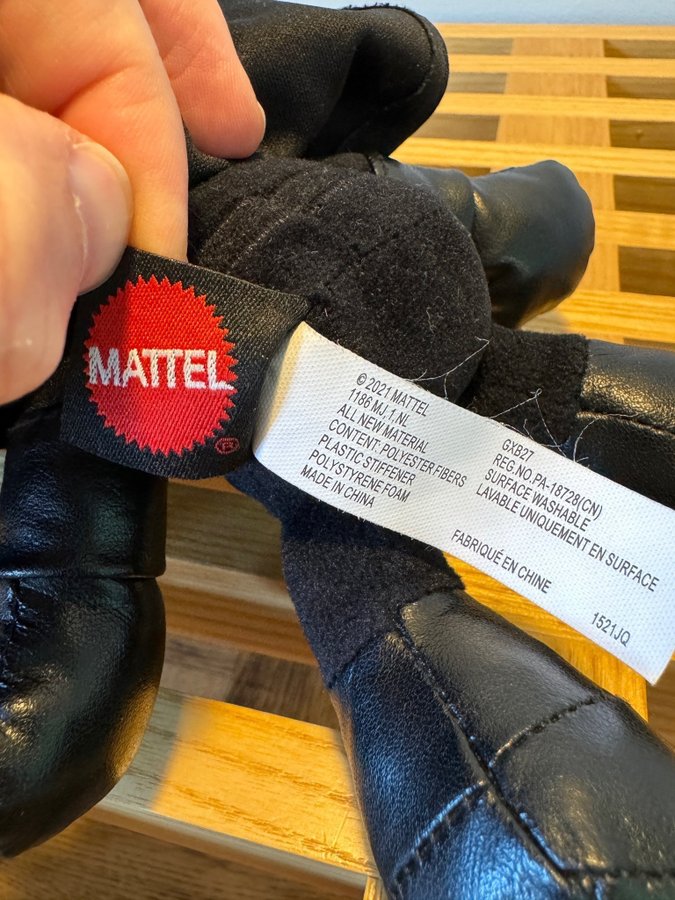 MATTEL
®
© 2021 MATTEL
1186 MJ.1.NL
ALL NEW MATERIAL
CONTENT: POLYESTER FIBERS
PLASTIC STIFFENER
POLYSTYRENE FOAM
MADE IN CHINA
GXB27
REG.NO.PA-18728(CN)
SURFACE WASHABLE
LAVABLE UNIQUEMENT EN SURFACE
FABRIQUÉ EN CHINE
1521JQ